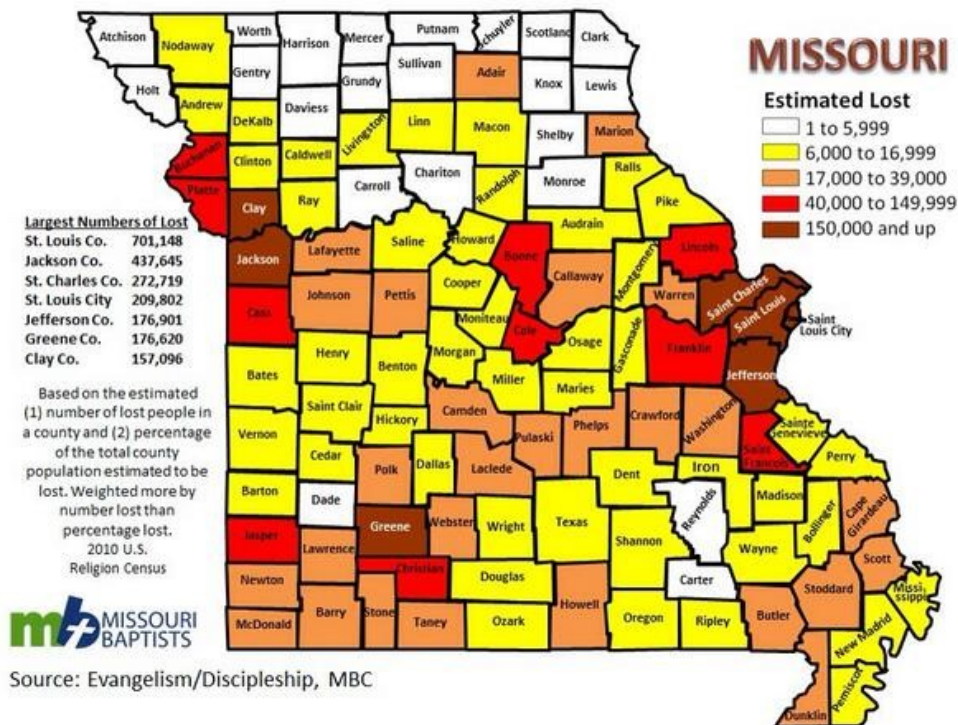 MISSOURI
Estimated Lost
1 to 5,999
6,000 to 16,999
17,000 to 39,000
40,000 to 149,999
150,000 and up
Largest Numbers of Lost
St. Louis Co. 701,148
Jackson Co. 437,645
St. Charles Co. 272,719
St. Louis City 209,802
Jefferson Co. 176,901
Greene Co. 176,620
Clay Co. 157,096
Based on the estimated
(1) number of lost people in
a county and (2) percentage
of the total county
population estimated to be
lost. Weighted more by
number lost than
percentage lost.
2010 U.S.
Religion Census
mb MISSOURI
BAPTISTS
Source: Evangelism/Discipleship, MBC
Atchison
Nodaway
Worth
Harrison
Mercer
Putnam
Schuyler
Scotland
Clark
Holt
Andrew
Gentry
DeKalb
Daviess
Grundy
Livingston
Sullivan
Linn
Adair
Macon
Knox
Lewis
Shelby
Marion
Buchanan
Clinton
Caldwell
Carroll
Chariton
Randolph
Monroe
Ralls
Pike
Platte
Clay
Ray
Saline
Howard
Boone
Audrain
Callaway
Montgomery
Lincoln
Warren
Saint Charles
Saint Louis
Saint
Louis City
Jackson
Lafayette
Johnson
Pettis
Cooper
Moniteau
Cole
Osage
Gasconade
Franklin
Jefferson
Cass
Bates
Henry
Benton
Morgan
Miller
Maries
Saint Clair
Hickory
Camden
Pulaski
Phelps
Crawford
Washington
Saint
Francois
Sainte
Genevieve
Perry
Vernon
Cedar
Polk
Dallas
Laclede
Dent
Iron
Madison
Bollinger
Cape
Girardeau
Barton
Dade
Greene
Webster
Wright
Texas
Shannon
Reynolds
Wayne
Scott
Stoddard
Missi
ssippi
Jasper
Lawrence
Christian
Douglas
Howell
Carter
Butler
New Madrid
Newton
McDonald
Barry
Stone
Taney
Ozark
Oregon
Ripley
Dunklin
Pemiscot